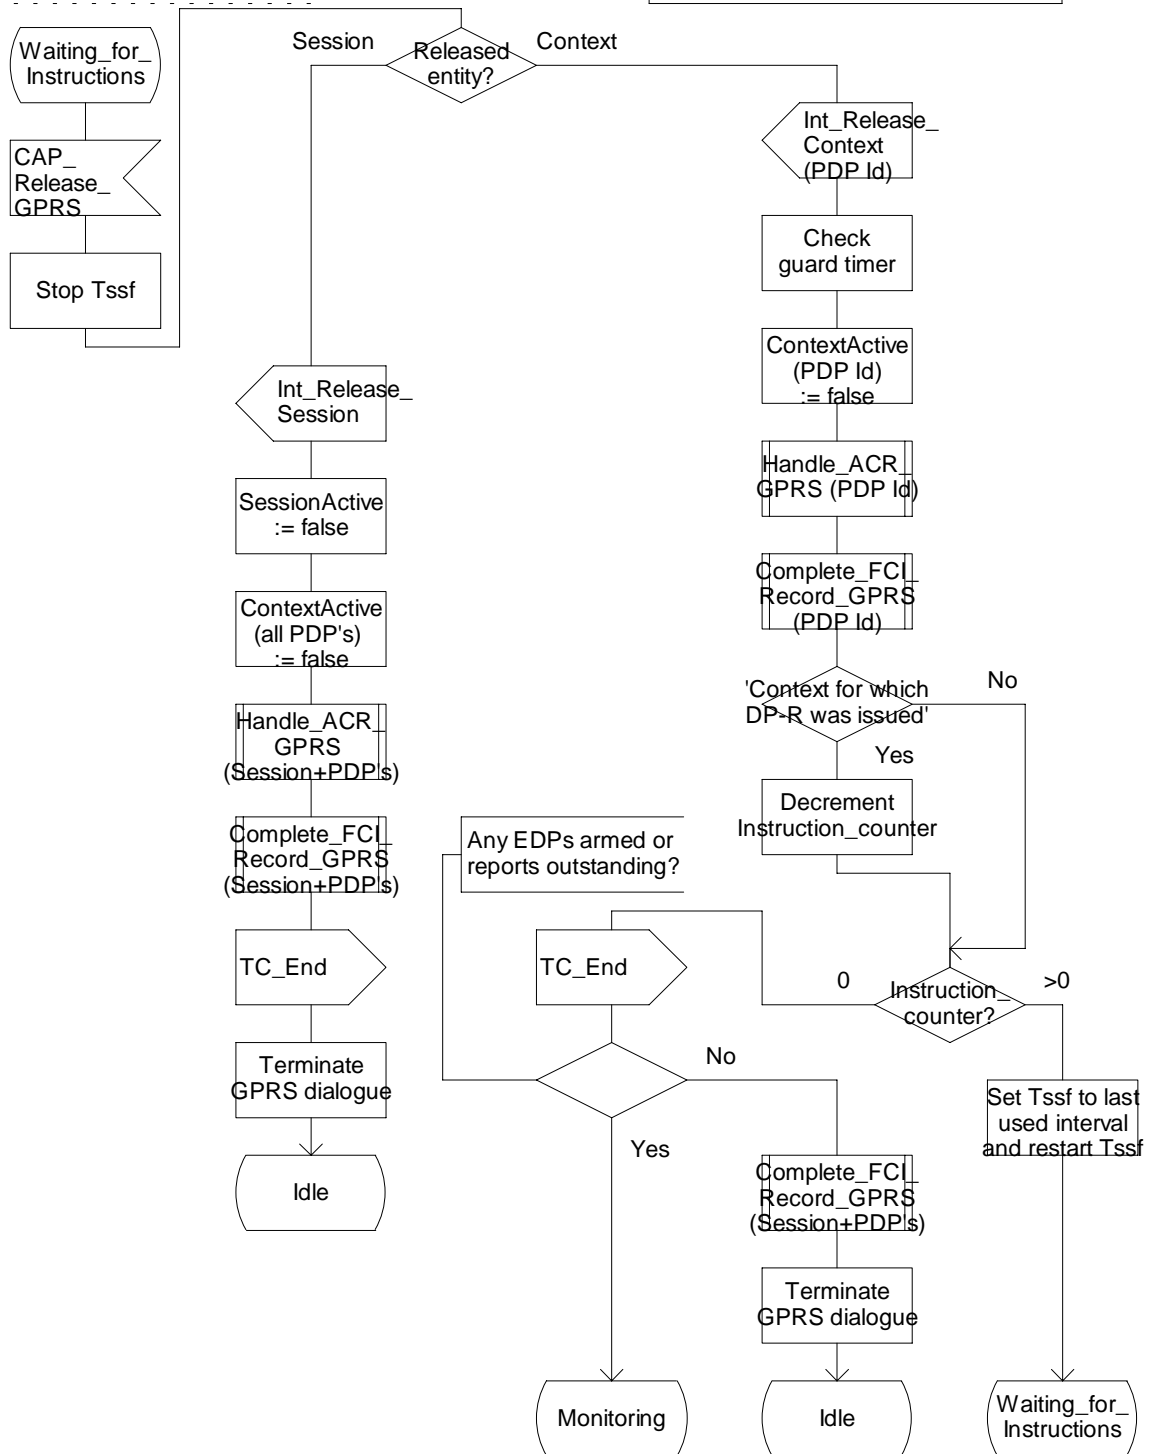 Waiting_for_
Instructions
CAP_
Release_
GPRS
Stop Tssf
Session
Released
entity?
Context
Int_Release_
Session
SessionActive
:= false
ContextActive
(all PDP's)
:= false
Handle_ACR_
GPRS
(Session+PDP's)
Complete_FCI_
Record_GPRS
(Session+PDP's)
TC_End
Terminate
GPRS dialogue
Idle
Int_Release_
Context
(PDP Id)
Check
guard timer
ContextActive
(PDP Id)
:= false
Handle_ACR_
GPRS (PDP Id)
Complete_FCI_
Record_GPRS
(PDP Id)
'Context for which
DP-R was issued'
No
Yes
Decrement
Instruction_counter
Instruction_
counter?
0
>0
TC_End
Any EDPs armed or
reports outstanding?
No
Yes
Complete_FCI_
Record_GPRS
(Session+PDP's)
Terminate
GPRS dialogue
Set Tssf to last
used interval
and restart Tssf
Monitoring
Idle
Waiting_for_
Instructions